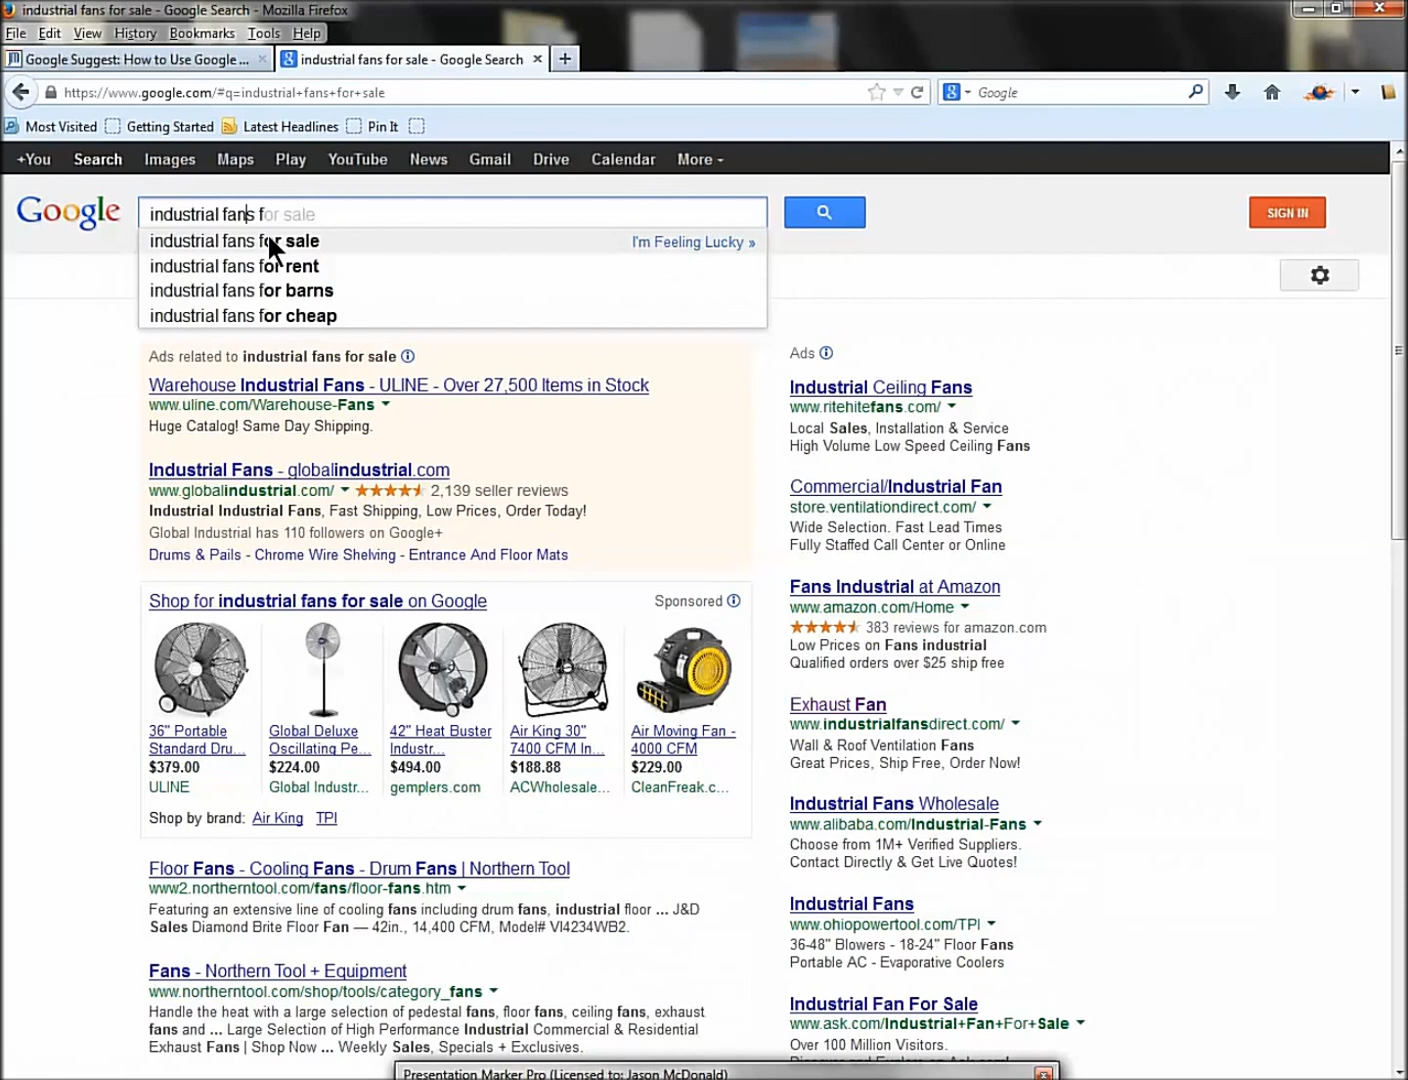 industrial fans for sale - Google Search - Mozilla Firefox
File Edit View History Bookmarks Tools Help
Google Suggest: How to Use Google ... × industrial fans for sale - Google Search × +
https://www.google.com/#q=industrial+fans+for+sale
Google
Most Visited Getting Started Latest Headlines Pin It
+You Search Images Maps Play YouTube News Gmail Drive Calendar More
Google
industrial fans for sale
SIGN IN
industrial fans for sale I'm Feeling Lucky »
industrial fans for rent
industrial fans for barns
industrial fans for cheap
Ads related to industrial fans for sale
Warehouse Industrial Fans - ULINE - Over 27,500 Items in Stock
www.uline.com/Warehouse-Fans
Huge Catalog! Same Day Shipping.
Industrial Fans - globalindustrial.com
www.globalindustrial.com/ 2,139 seller reviews
Industrial Industrial Fans, Fast Shipping, Low Prices, Order Today!
Global Industrial has 110 followers on Google+
Drums & Pails - Chrome Wire Shelving - Entrance And Floor Mats
Shop for industrial fans for sale on Google Sponsored
36" Portable
Standard Dru...
$379.00
ULINE
Global Deluxe
Oscillating Pe...
$224.00
Global Industr...
42" Heat Buster
Industr...
$494.00
gemplers.com
Air King 30"
7400 CFM In...
$188.88
ACWholesale...
Air Moving Fan -
4000 CFM
$229.00
CleanFreak.c...
Shop by brand: Air King TPI
Floor Fans - Cooling Fans - Drum Fans | Northern Tool
www2.northerntool.com/fans/floor-fans.htm
Featuring an extensive line of cooling fans including drum fans, industrial floor ... J&D
Sales Diamond Brite Floor Fan — 42in., 14,400 CFM, Model# VI4234WB2.
Fans - Northern Tool + Equipment
www.northerntool.com/shop/tools/category_fans
Handle the heat with a large selection of pedestal fans, floor fans, ceiling fans, exhaust
fans and ... Large Selection of High Performance Industrial Commercial & Residential
Exhaust Fans | Shop Now ... Weekly Sales, Specials + Exclusives.
Ads
Industrial Ceiling Fans
www.ritehitefans.com/
Local Sales, Installation & Service
High Volume Low Speed Ceiling Fans
Commercial/Industrial Fan
store.ventilationdirect.com/
Wide Selection. Fast Lead Times
Fully Staffed Call Center or Online
Fans Industrial at Amazon
www.amazon.com/Home
383 reviews for amazon.com
Low Prices on Fans industrial
Qualified orders over $25 ship free
Exhaust Fan
www.industrialfansdirect.com/
Wall & Roof Ventilation Fans
Great Prices, Ship Free, Order Now!
Industrial Fans Wholesale
www.alibaba.com/Industrial-Fans
Choose from 1M+ Verified Suppliers.
Contact Directly & Get Live Quotes!
Industrial Fans
www.ohiopowertool.com/TPI
36-48" Blowers - 18-24" Floor Fans
Portable AC - Evaporative Coolers
Industrial Fan For Sale
www.ask.com/Industrial+Fan+For+Sale
Over 100 Million Visitors.
Presentation Marker Pro (Licensed to: Jason McDonald)